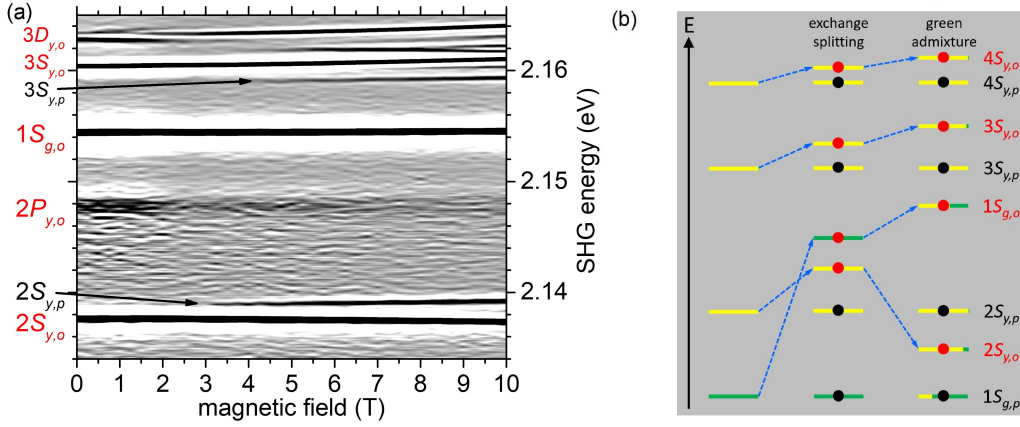 (a)
3D_{y,o}
3S_{y,o}
3S_{y,p}
1S_{g,o}
2P_{y,o}
2S_{y,p}
2S_{y,o}
2.16
2.15
2.14
SHG energy (eV)
0 1 2 3 4 5 6 7 8 9 10
magnetic field (T)
(b)
E
exchange
splitting
green
admixture
4S_{y,o}
4S_{y,p}
3S_{y,o}
3S_{y,p}
1S_{g,o}
2S_{y,p}
2S_{y,o}
1S_{g,p}